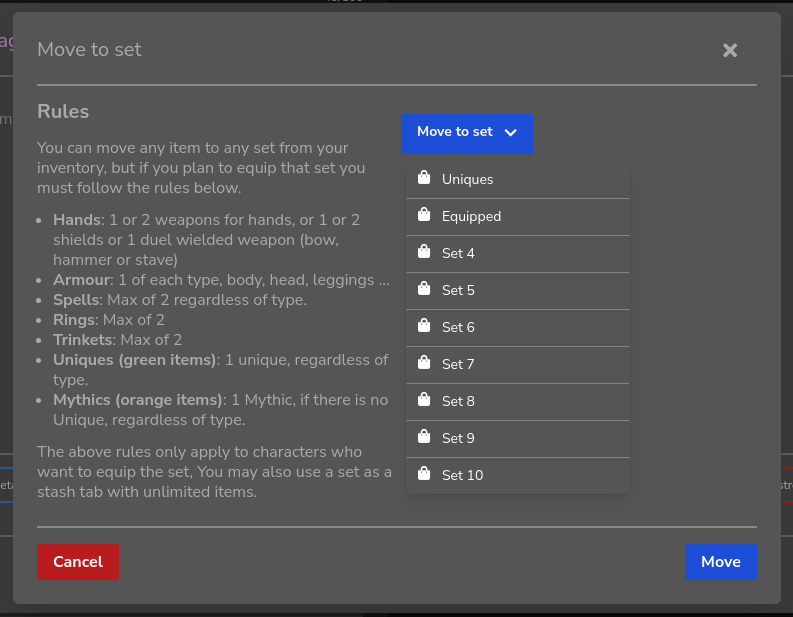 Move to set
Rules
You can move any item to any set from your
inventory, but if you plan to equip that set you
must follow the rules below.
Hands: 1 or 2 weapons for hands, or 1 or 2
shields or 1 duel wielded weapon (bow,
hammer or stave)
Armour: 1 of each type, body, head, leggings ...
Spells: Max of 2 regardless of type.
Rings: Max of 2
Trinkets: Max of 2
Uniques (green items): 1 unique, regardless of
type.
Mythics (orange items): 1 Mythic, if there is no
Unique, regardless of type.
The above rules only apply to characters who
want to equip the set, You may also use a set as a
stash tab with unlimited items.
Move to set
Uniques
Equipped
Set 4
Set 5
Set 6
Set 7
Set 8
Set 9
Set 10
Cancel
Move